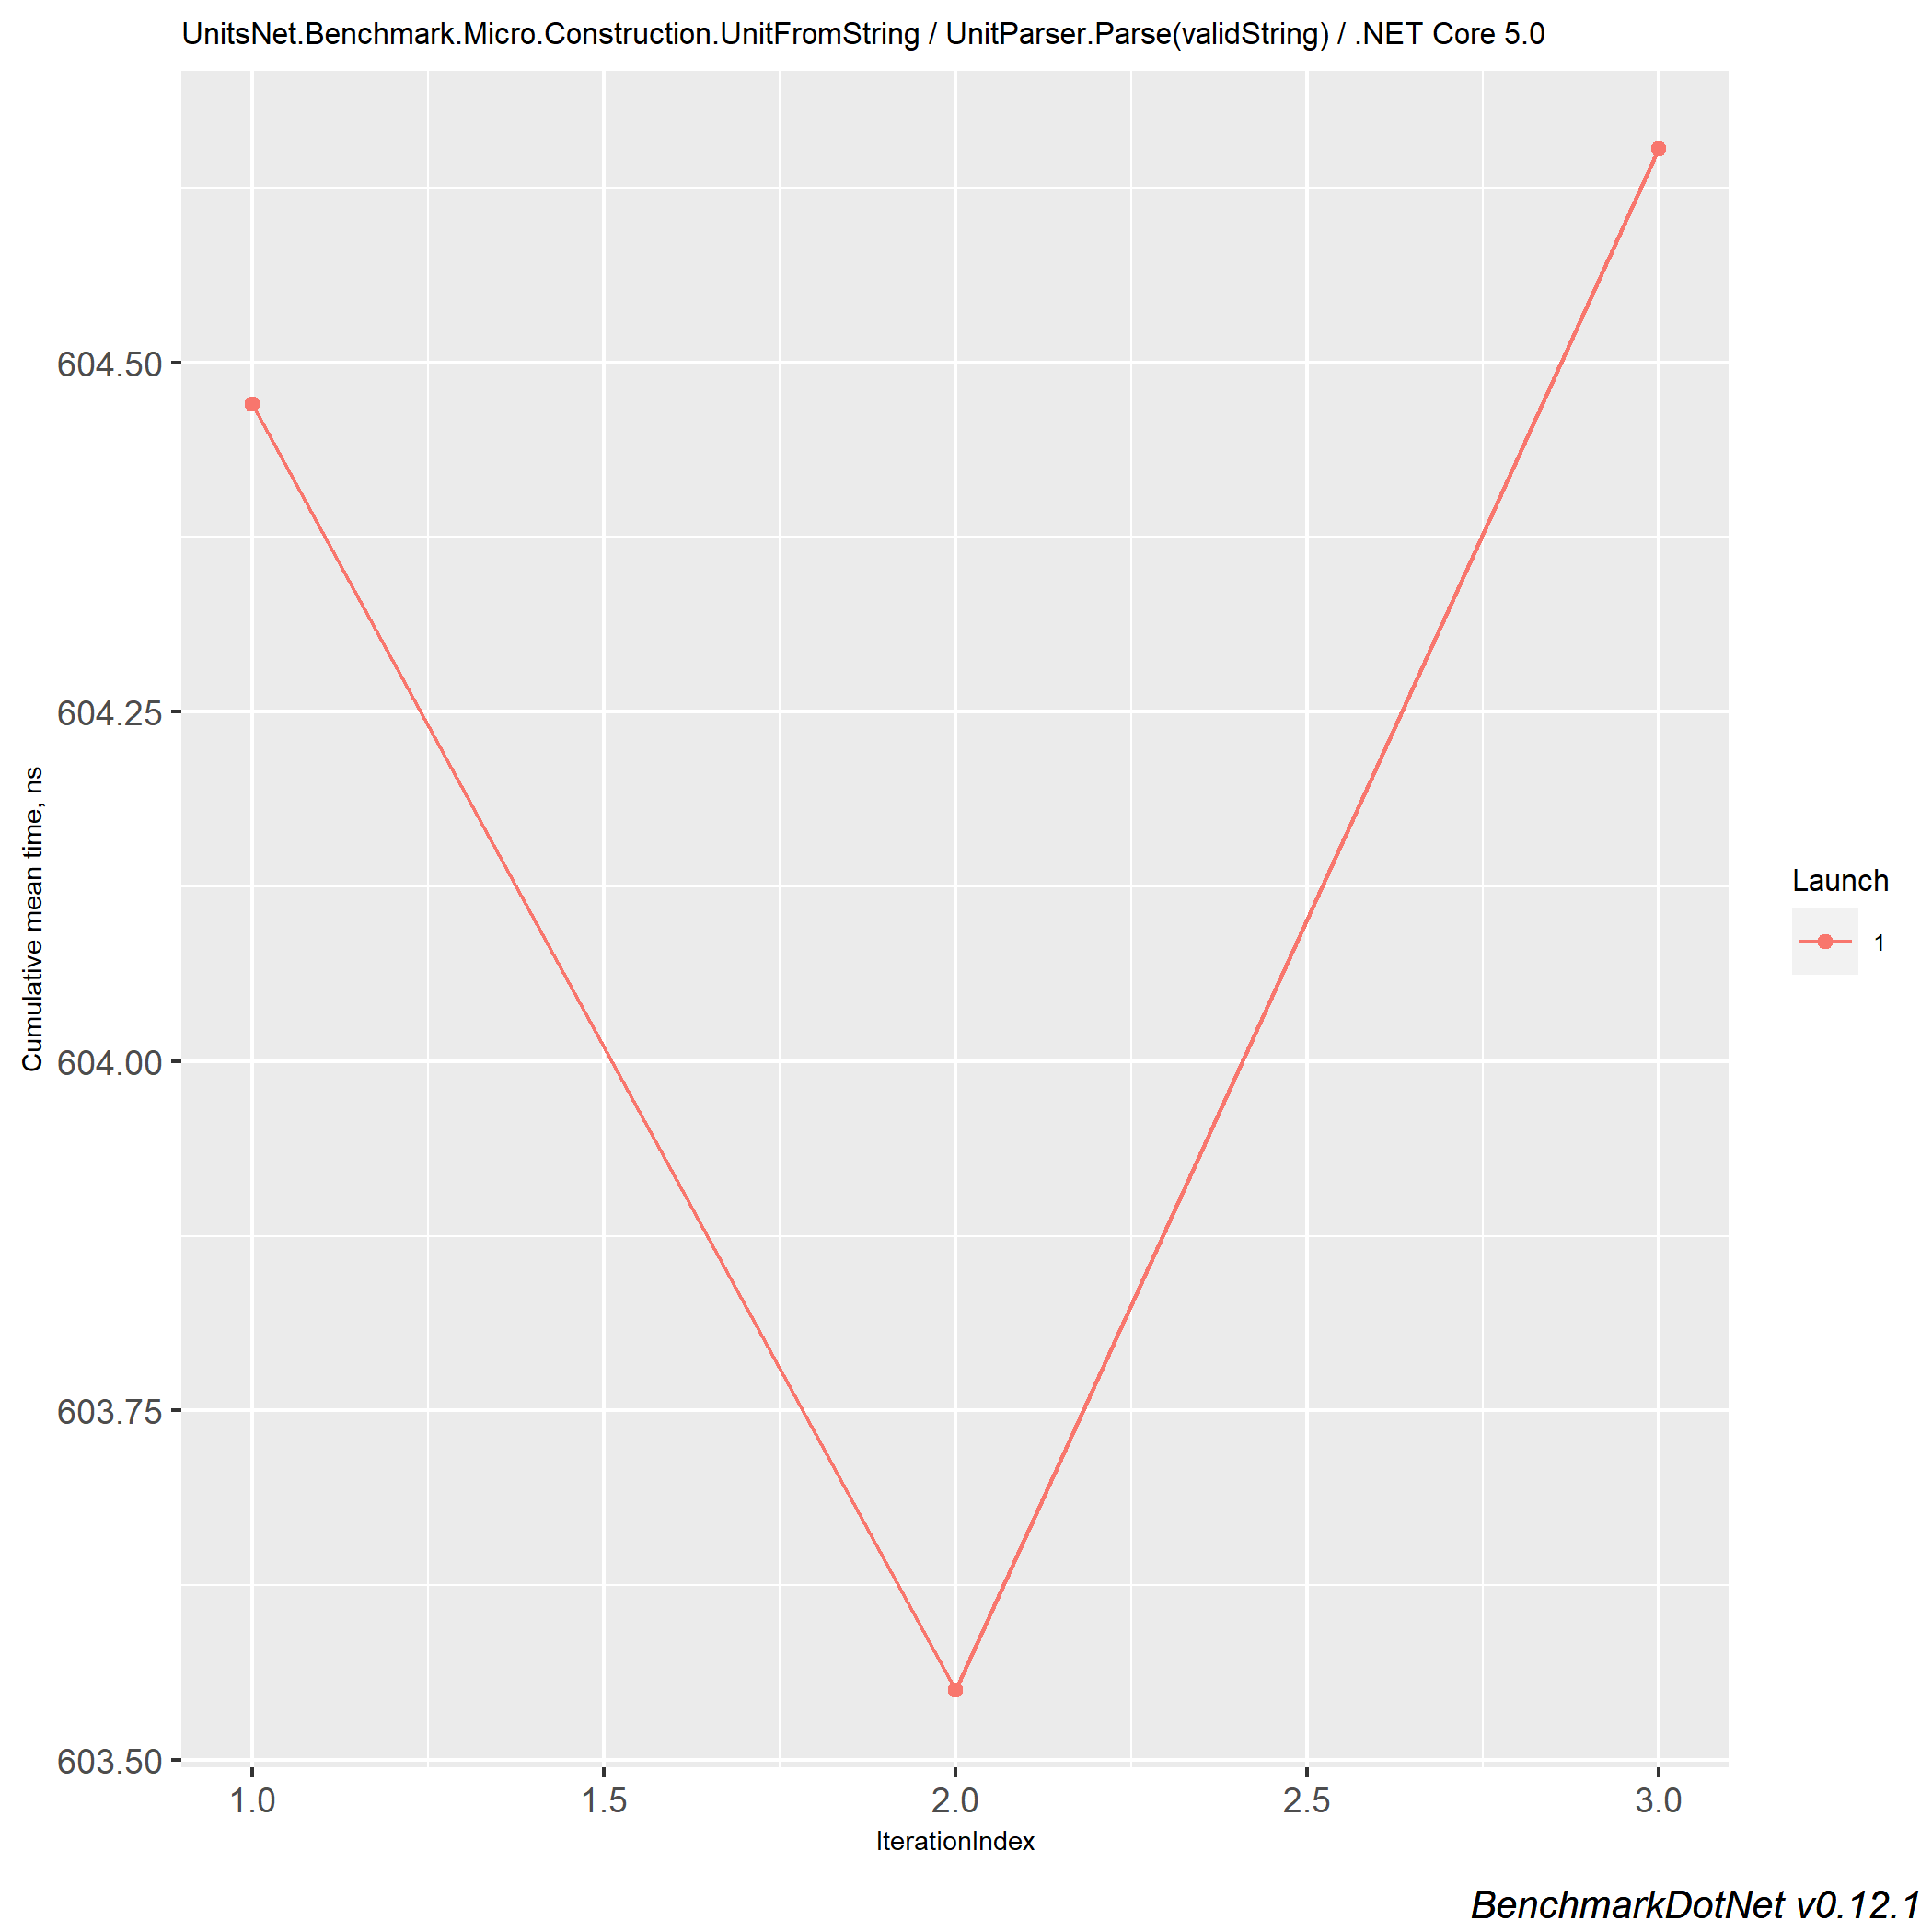 UnitsNet.Benchmark.Micro.Construction.UnitFromString / UnitParser.Parse(validString) / .NET Core 5.0
604.50
604.25
604.00
603.75
603.50
Cumulative mean time, ns
1.0 1.5 2.0 2.5 3.0
IterationIndex
Launch
1
BenchmarkDotNet v0.12.1